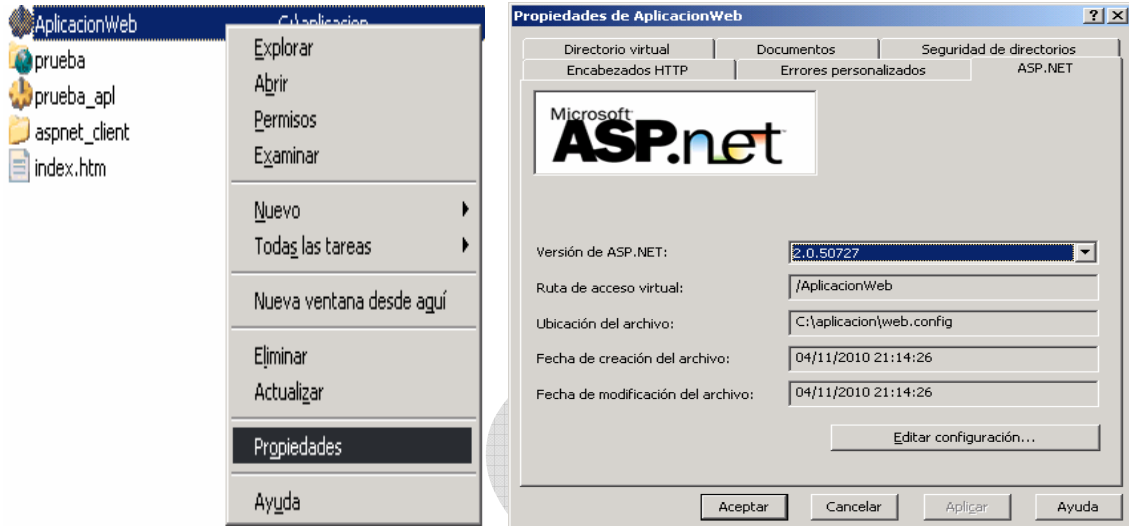 AplicacionWeb C:\aplicacion
prueba
prueba_apl
aspnet_client
index.htm
Explorar
Abrir
Permisos
Examinar
Nuevo
Todas las tareas
Nueva ventana desde aquí
Eliminar
Actualizar
Propiedades
Ayuda
Propiedades de AplicacionWeb
Directorio virtual Documentos Seguridad de directorios
Encabezados HTTP Errores personalizados ASP.NET
Microsoft
ASP.net
Versión de ASP.NET: 2.0.50727
Ruta de acceso virtual: /AplicacionWeb
Ubicación del archivo: C:\aplicacion\web.config
Fecha de creación del archivo: 04/11/2010 21:14:26
Fecha de modificación del archivo: 04/11/2010 21:14:26
Editar configuración...
Aceptar Cancelar Aplicar Ayuda